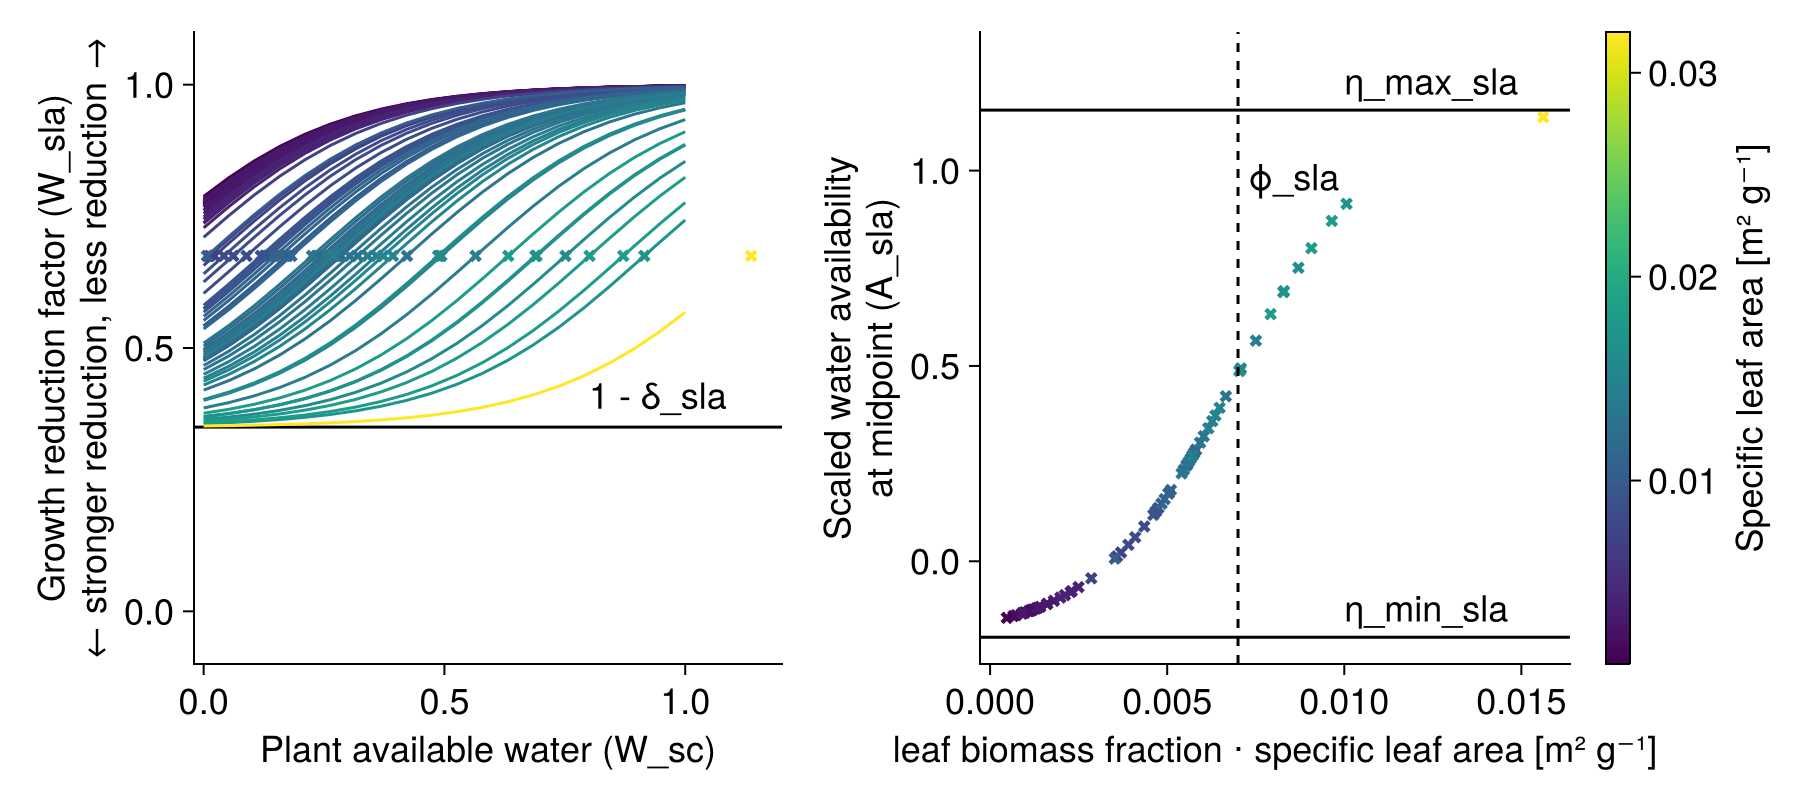 Growth reduction factor (W_sla)
← stronger reduction, less reduction →
1.0
0.5
0.0
1 - δ_sla
0.0
0.5
1.0
Plant available water (W_sc)
Scaled water availability
at midpoint (A_sla)
1.0
0.5
0.0
η_max_sla
ϕ_sla
η_min_sla
0.000
0.005
0.010
0.015
leaf biomass fraction · specific leaf area [m² g⁻¹]
0.03
0.02
0.01
Specific leaf area [m² g⁻¹]